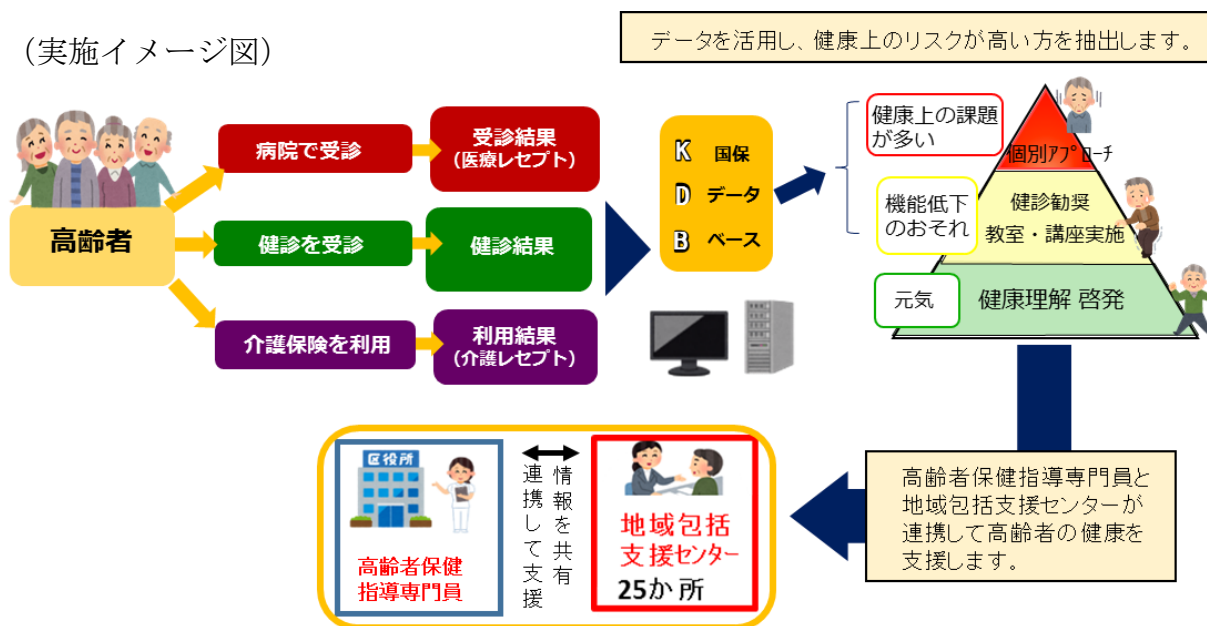 (実施イメージ図)
データを活用し、健康上のリスクが高い方を抽出します。
高齢者
病院で受診
受診結果
(医療レセプト)
健診を受診
健診結果
介護保険を利用
利用結果
(介護レセプト)
K 国保
D データ
B ベース
健康上の課題
が多い
個別アプローチ
機能低下
のおそれ
健診勧奨
教室・講座実施
元気
健康理解 啓発
高齢者保健指導専門員と
地域包括支援センターが
連携して高齢者の健康を
支援します。
区役所
高齢者保健
指導専門員
情報を共有
連携して支援
地域包括
支援センター
25か所